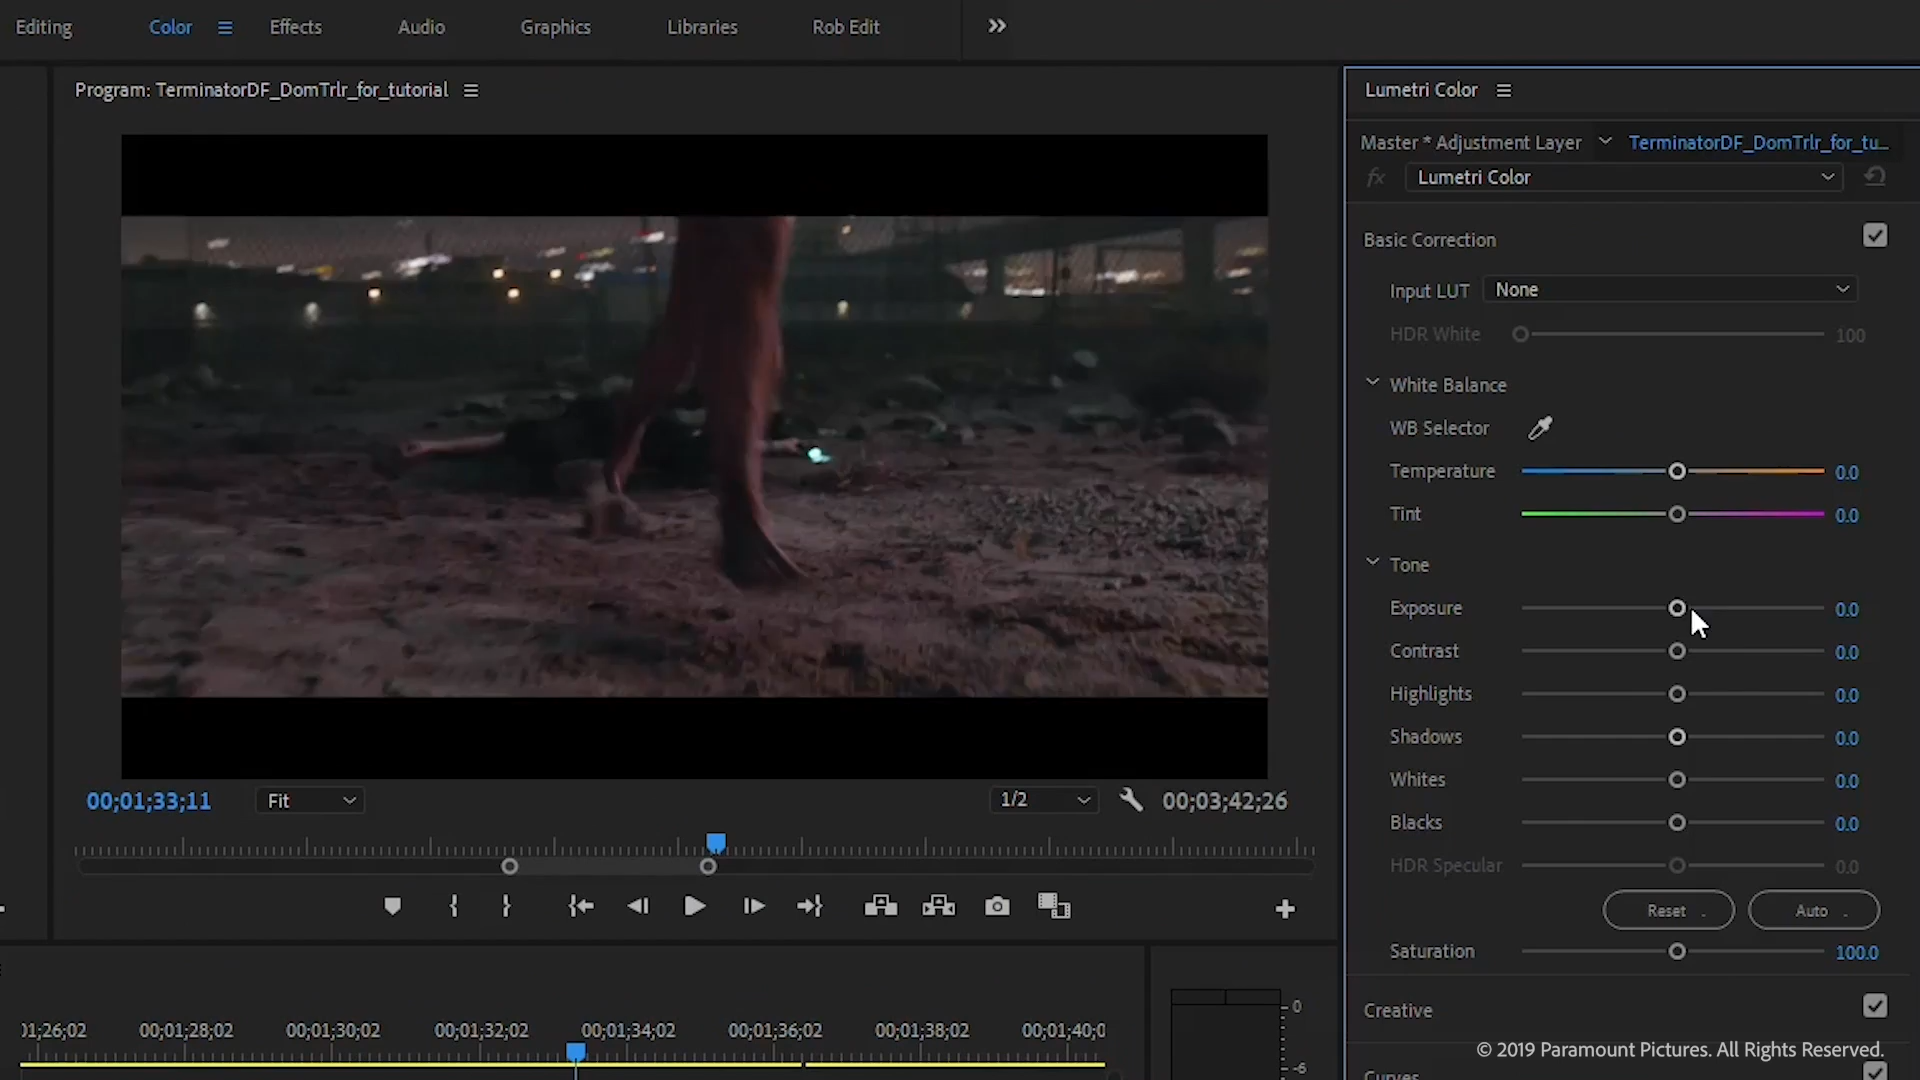 Editing
Color
Effects
Audio
Graphics
Libraries
Rob Edit
Program: TerminatorDF_DomTrlr_for_tutorial
Lumetri Color
Master * Adjustment Layer
TerminatorDF_DomTrlr_for_tu...
fx
Lumetri Color
Basic Correction
Input LUT
None
HDR White
100
White Balance
WB Selector
Temperature
0.0
Tint
0.0
Tone
Exposure
0.0
Contrast
0.0
Highlights
0.0
Shadows
0.0
Whites
0.0
Blacks
0.0
HDR Specular
0.0
Reset
Auto
Saturation
100.0
Creative
00;01;33;11
Fit
1/2
00;03;42;26
00;01;28;02
00;01;30;02
00;01;32;02
00;01;34;02
00;01;36;02
00;01;38;02
0
-6
© 2019 Paramount Pictures. All Rights Reserved.
Curves